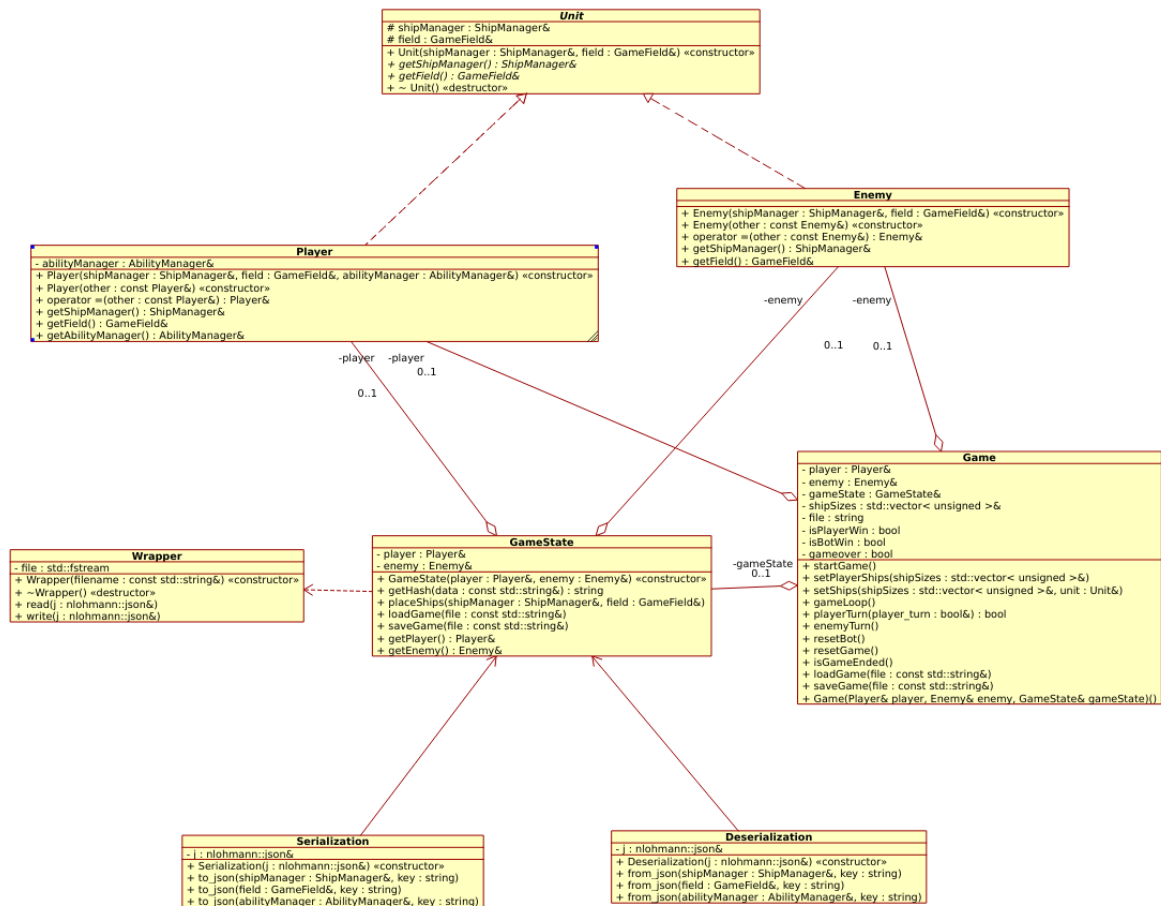 Unit
# shipManager : ShipManager&
# field : GameField&
+ Unit(shipManager : ShipManager&, field : GameField&) «constructor»
+ getShipManager() : ShipManager&
+ getField() : GameField&
+ ~ Unit() «destructor»
Enemy
+ Enemy(shipManager : ShipManager&, field : GameField&) «constructor»
+ Enemy(other : const Enemy&) «constructor»
+ operator =(other : const Enemy&) : Enemy&
+ getShipManager() : ShipManager&
+ getField() : GameField&
Player
- abilityManager : AbilityManager&
+ Player(shipManager : ShipManager&, field : GameField&, abilityManager : AbilityManager&) «constructor»
+ Player(other : const Player&) «constructor»
+ operator =(other : const Player&) : Player&
+ getShipManager() : ShipManager&
+ getField() : GameField&
+ getAbilityManager() : AbilityManager&
-enemy
-enemy
0..1
0..1
-player
-player
0..1
0..1
Game
- player : Player&
- enemy : Enemy&
- gameState : GameState&
- shipSizes : std::vector< unsigned >&
- file : string
- isPlayerWin : bool
- isBotWin : bool
- gameover : bool
+ startGame()
+ setPlayerShips(shipSizes : std::vector< unsigned >&)
+ setShips(shipSizes : std::vector< unsigned >&, unit : Unit&)
+ gameLoop()
+ playerTurn(player_turn : bool&) : bool
+ enemyTurn()
+ resetBot()
+ resetGame()
+ isGameEnded()
+ loadGame(file : const std::string&)
+ saveGame(file : const std::string&)
+ Game(Player& player, Enemy& enemy, GameState& gameState)()
GameState
- player : Player&
- enemy : Enemy&
+ GameState(player : Player&, enemy : Enemy&) «constructor»
+ getHash(data : const std::string&) : string
+ placeShips(shipManager : ShipManager&, field : GameField&)
+ loadGame(file : const std::string&)
+ saveGame(file : const std::string&)
+ getPlayer() : Player&
+ getEnemy() : Enemy&
-gameState
0..1
Wrapper
- file : std::fstream
+ Wrapper(filename : const std::string&) «constructor»
+ ~Wrapper() «destructor»
+ read(j : nlohmann::json&)
+ write(j : nlohmann::json&)
Serialization
- j : nlohmann::json&
+ Serialization(j : nlohmann::json&) «constructor»
+ to_json(shipManager : ShipManager&, key : string)
+ to_json(field : GameField&, key : string)
+ to_json(abilityManager : AbilityManager&, key : string)
Deserialization
- j : nlohmann::json&
+ Deserialization(j : nlohmann::json&) «constructor»
+ from_json(shipManager : ShipManager&, key : string)
+ from_json(field : GameField&, key : string)
+ from_json(abilityManager : AbilityManager&, key : string)